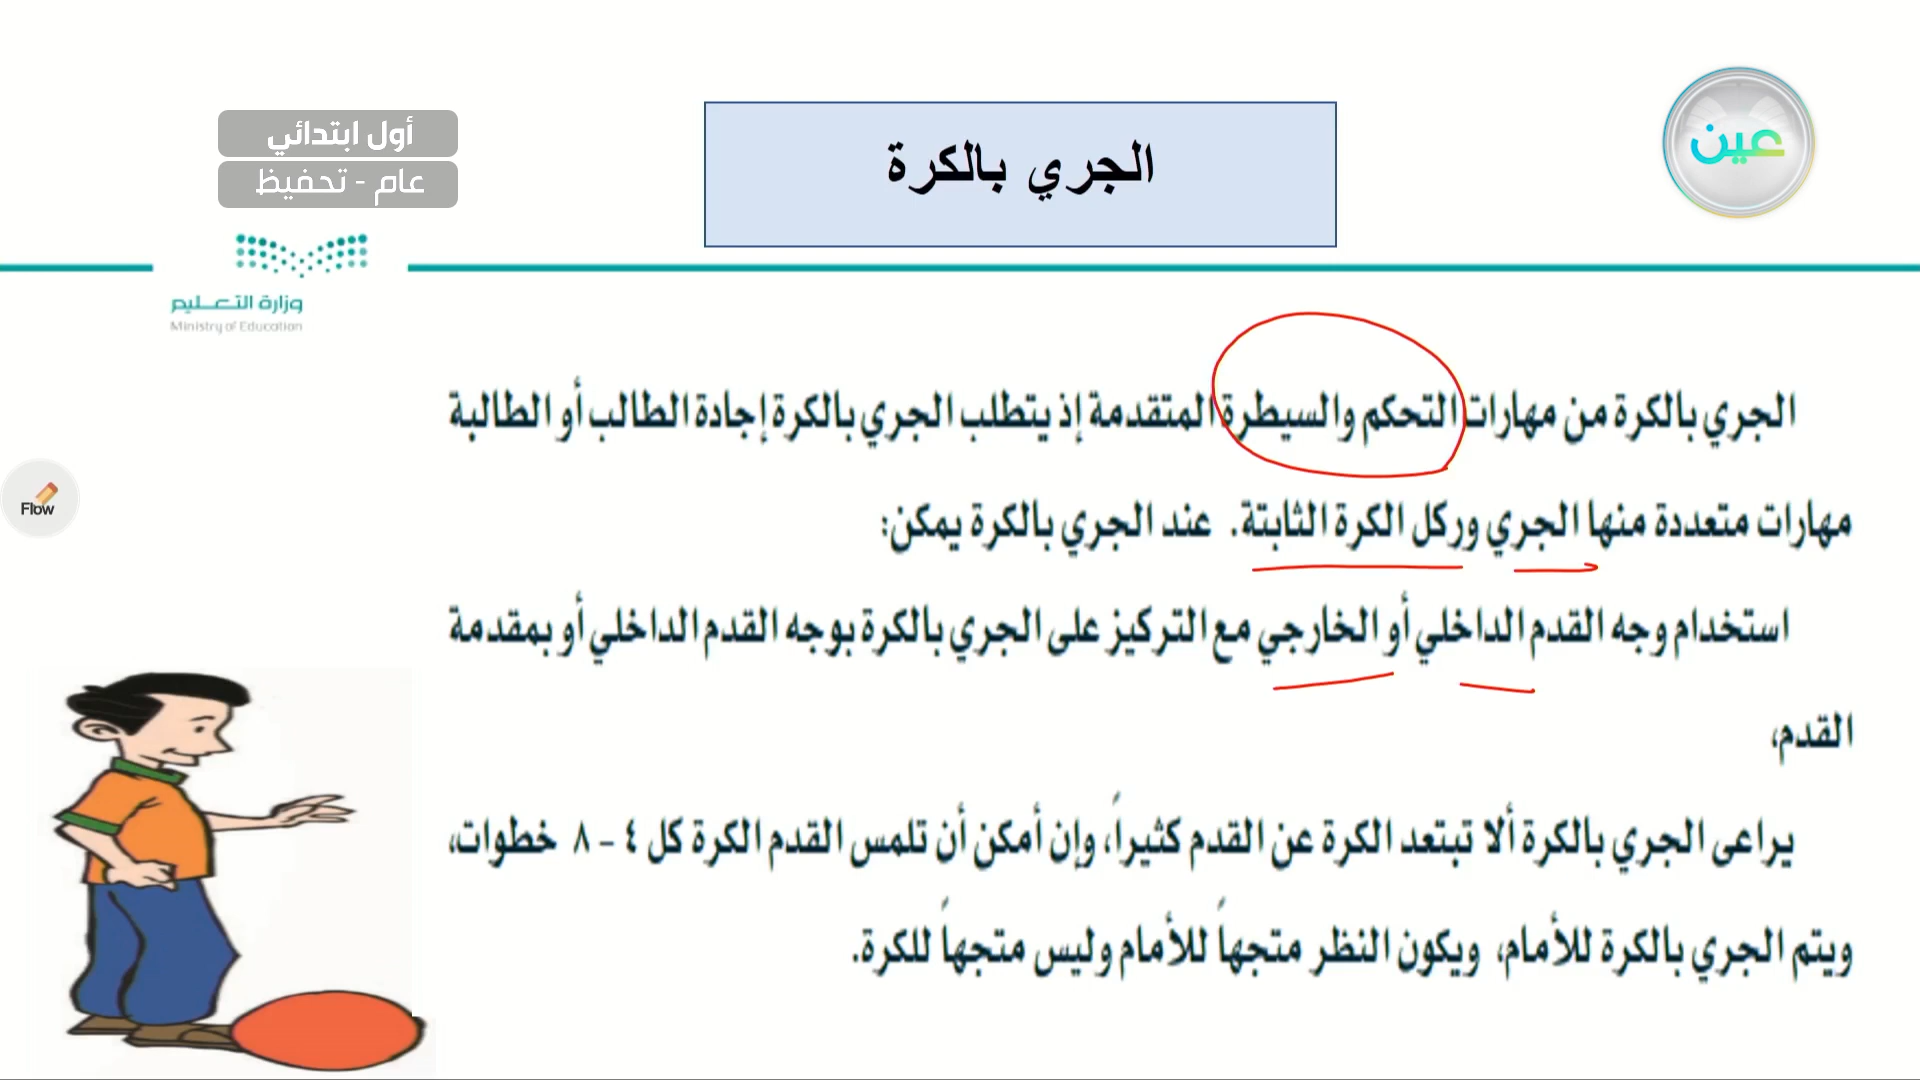 أول ابتدائي
عام - تحفيظ
الجري بالكرة
عين
وزارة التعليم
Ministry of Education
الجري بالكرة من مهارات التحكم والسيطرة المتقدمة إذ يتطلب الجري بالكرة إجادة الطالب أو الطالبة
مهارات متعددة منها الجري وركل الكرة الثابتة. عند الجري بالكرة يمكن:
استخدام وجه القدم الداخلي أو الخارجي مع التركيز على الجري بالكرة بوجه القدم الداخلي أو بمقدمة
القدم،
يراعى الجري بالكرة ألا تبتعد الكرة عن القدم كثيراً، وإن أمكن أن تلمس القدم الكرة كل ٤ - ٨ خطوات،
ويتم الجري بالكرة للأمام، ويكون النظر متجهاً للأمام وليس متجهاً للكرة.
Flow